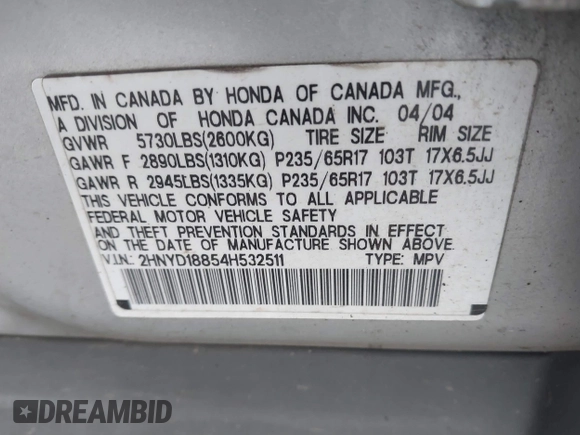 MFD. IN CANADA BY HONDA OF CANADA MFG.,
A DIVISION OF HONDA CANADA INC. 04/04
GVWR 5730LBS(2600KG) TIRE SIZE RIM SIZE
GAWR F 2890LBS(1310KG) P235/65R17 103T 17X6.5JJ
GAWR R 2945LBS(1335KG) P235/65R17 103T 17X6.5JJ
THIS VEHICLE CONFORMS TO ALL APPLICABLE
FEDERAL MOTOR VEHICLE SAFETY
AND THEFT PREVENTION STANDARDS IN EFFECT
ON THE DATE OF MANUFACTURE SHOWN ABOVE.
V.I.N.: 2HNYD18854H532511 TYPE: MPV
DREAMBID